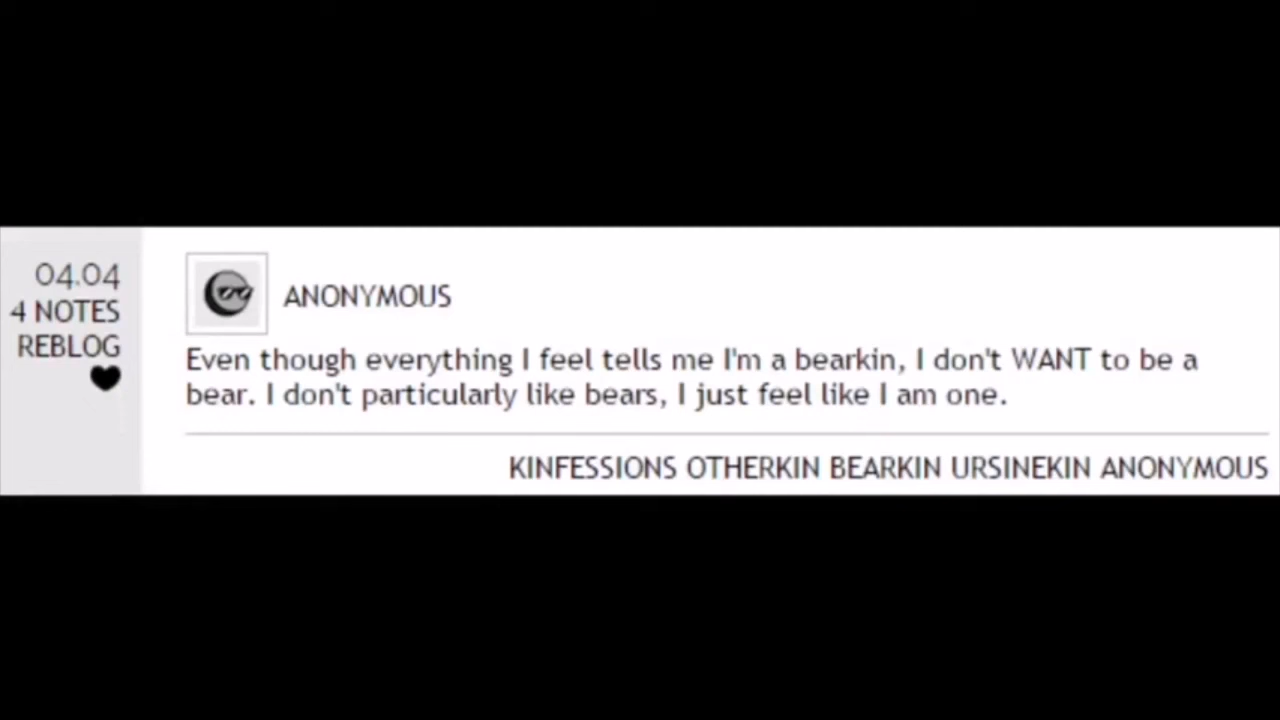 04.04
4 NOTES
REBLOG
ANONYMOUS
Even though everything I feel tells me I'm a bearkin, I don't WANT to be a
bear. I don't particularly like bears, I just feel like I am one.
KINFESSIONS OTHERKIN BEARKIN URSINEKIN ANONYMOUS